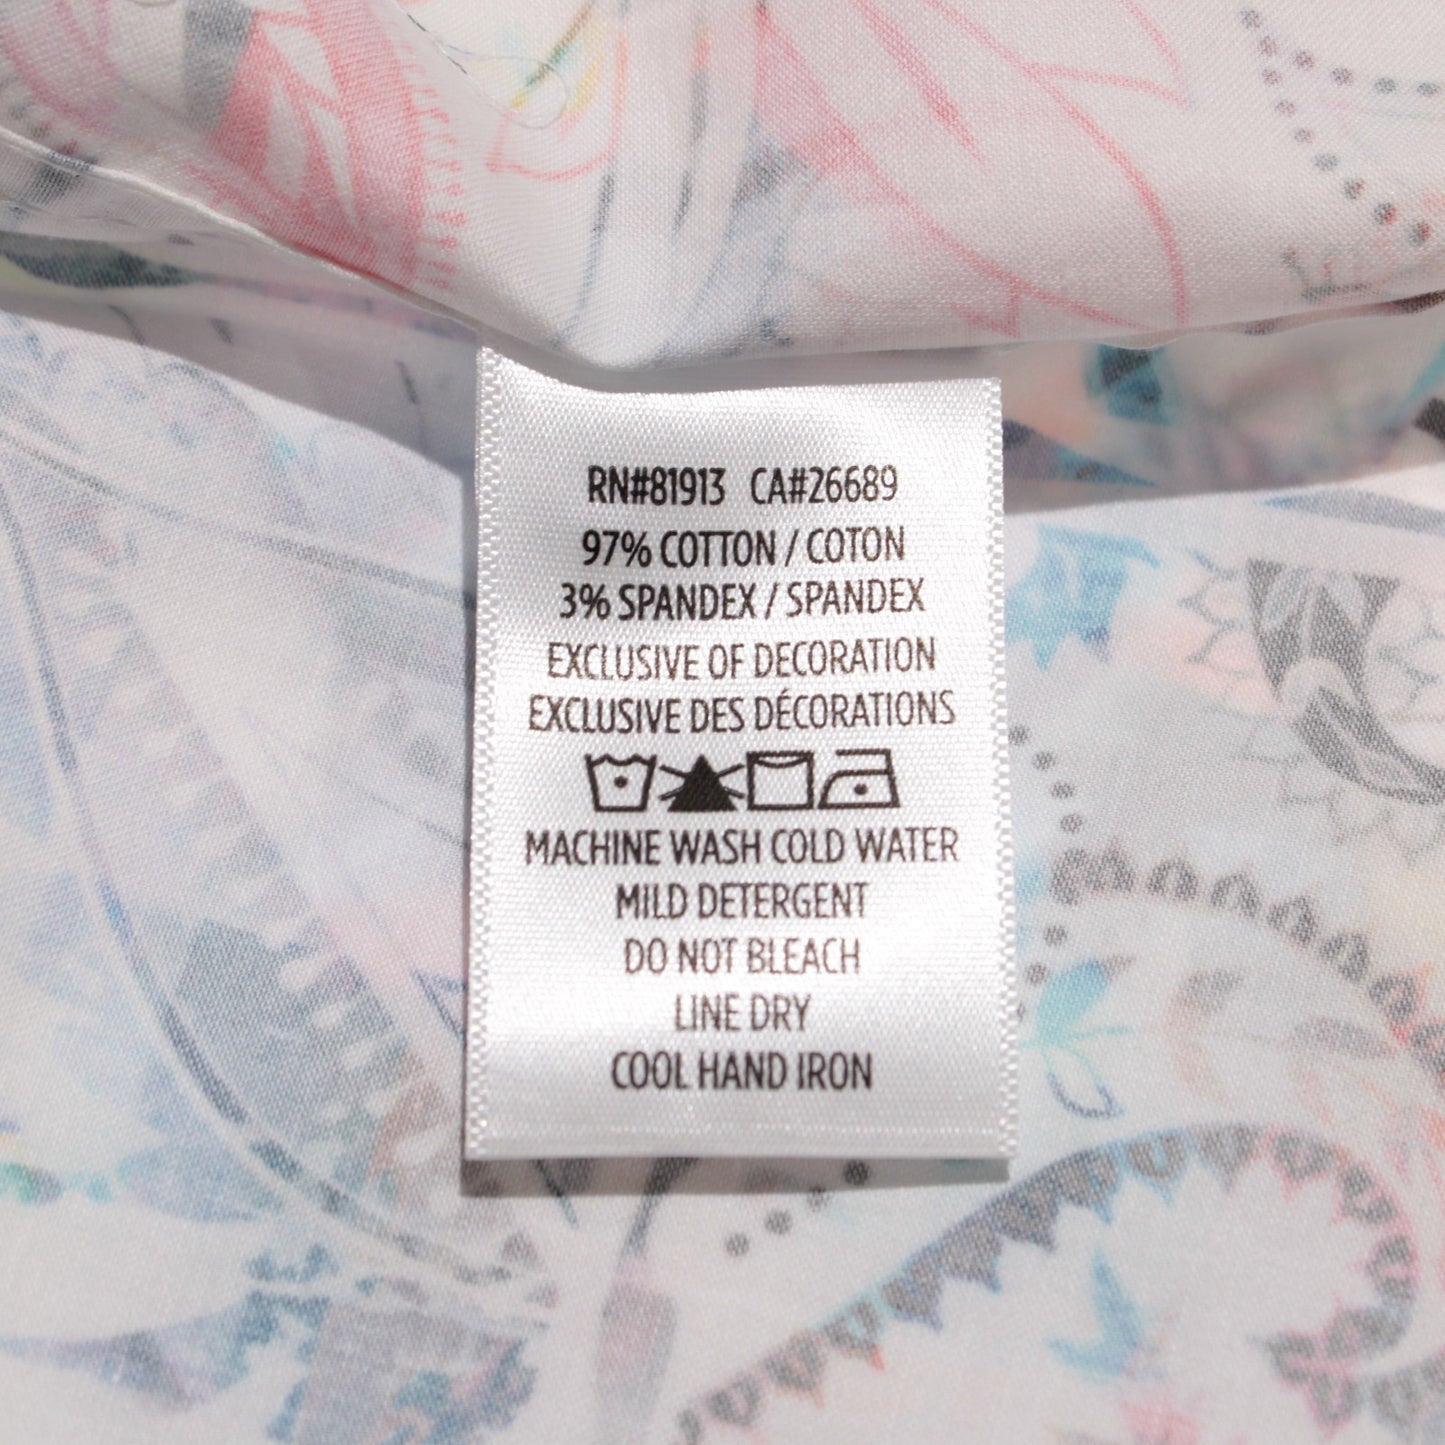 RN#81913 CA#26689
97% COTTON / COTON
3% SPANDEX / SPANDEX
EXCLUSIVE OF DECORATION
EXCLUSIVE DES DÉCORATIONS
MACHINE WASH COLD WATER
MILD DETERGENT
DO NOT BLEACH
LINE DRY
COOL HAND IRON